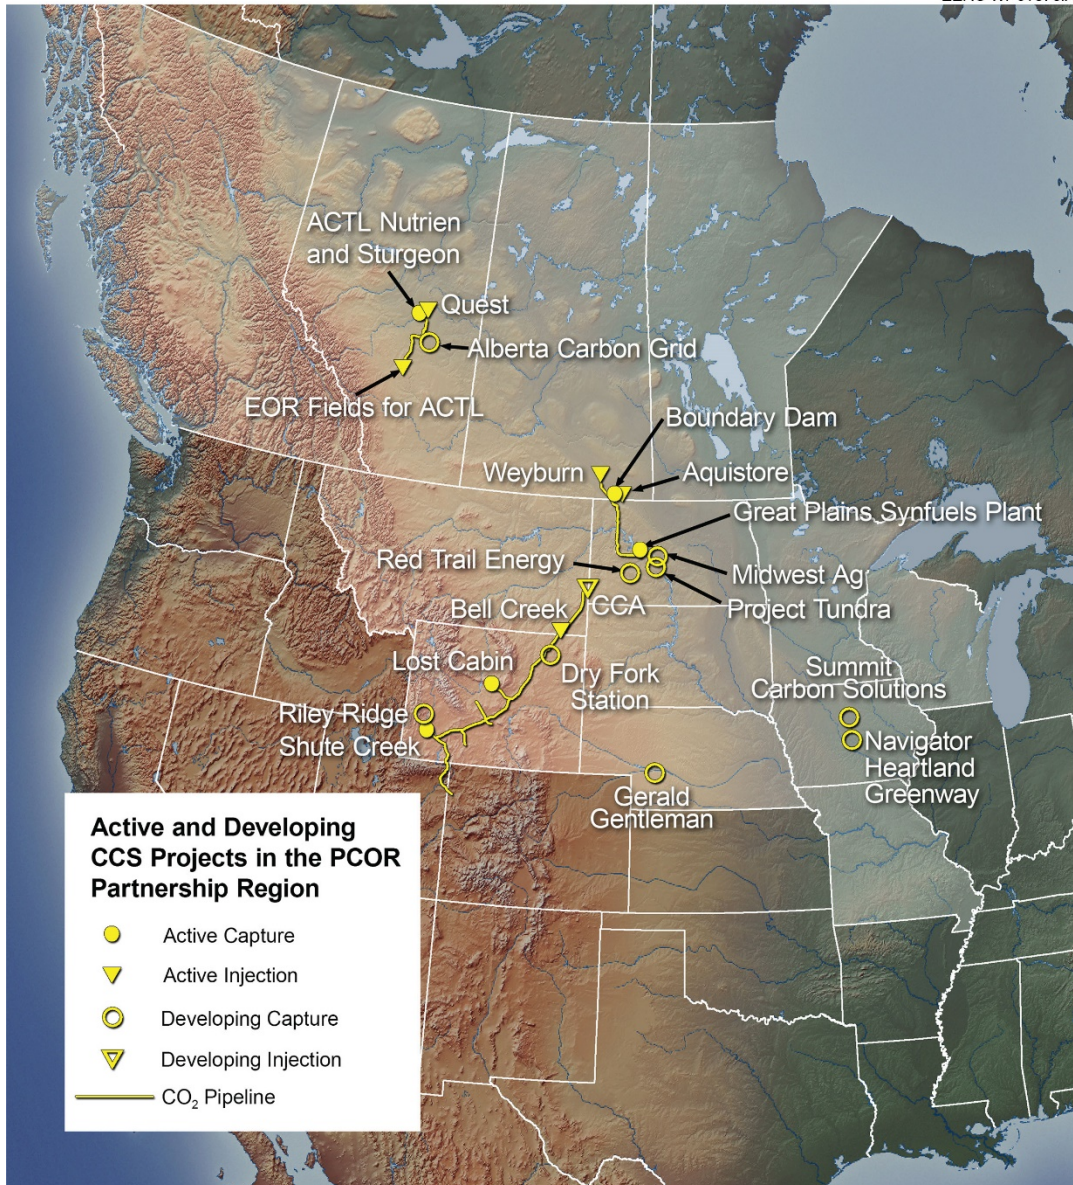 ACTL Nutrien
and Sturgeon
Quest
Alberta Carbon Grid
EOR Fields for ACTL
Boundary Dam
Weyburn
Aquistore
Great Plains Synfuels Plant
Red Trail Energy
Midwest Ag
Bell Creek
CCA
Project Tundra
Lost Cabin
Dry Fork
Station
Summit
Carbon Solutions
Riley Ridge
Shute Creek
Navigator
Heartland
Greenway
Gerald
Gentleman
Active and Developing
CCS Projects in the PCOR
Partnership Region
Active Capture
Active Injection
Developing Capture
Developing Injection
CO₂ Pipeline